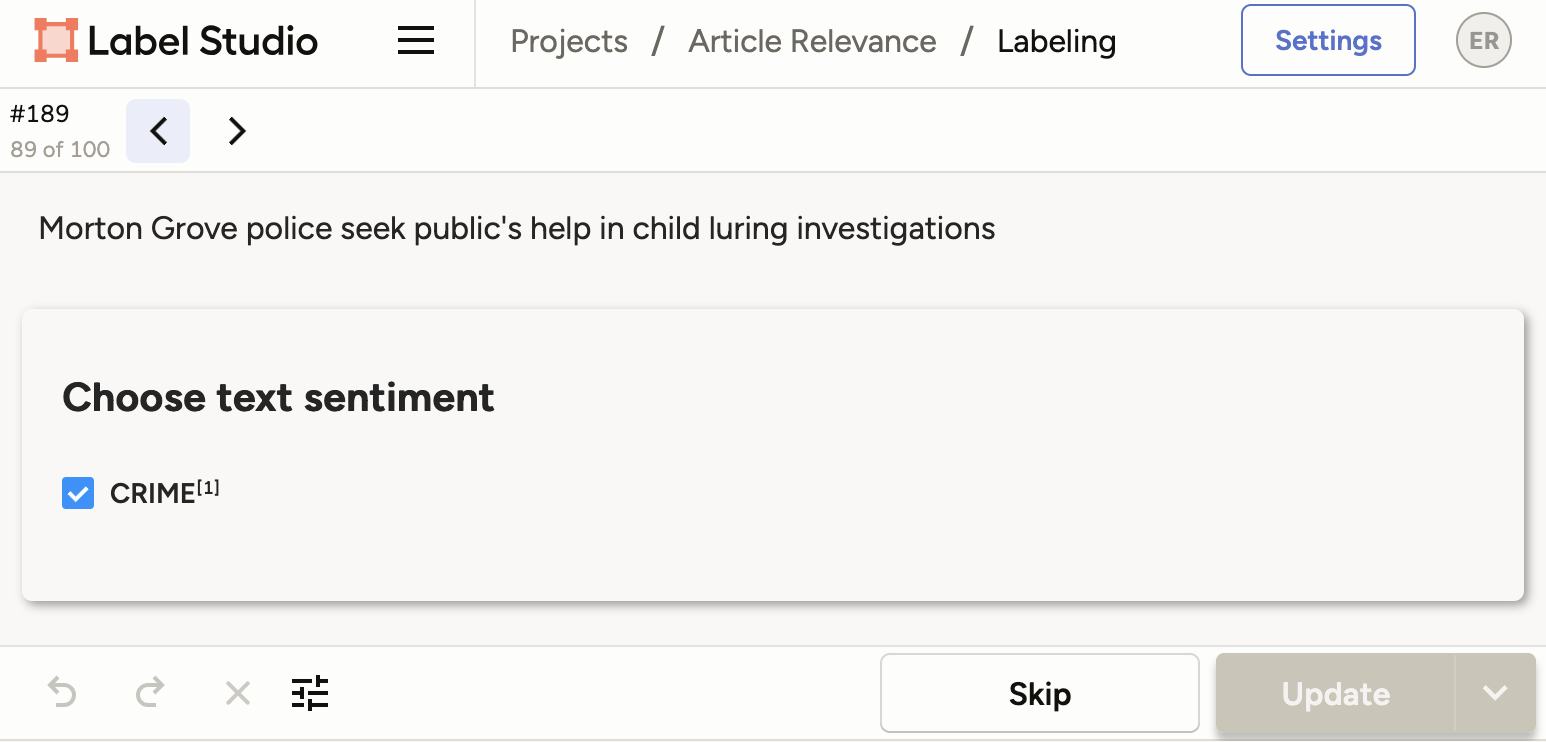 Label Studio
Projects / Article Relevance / Labeling
Settings
ER
#189
89 of 100
Morton Grove police seek public's help in child luring investigations
Choose text sentiment
CRIME[1]
Skip
Update